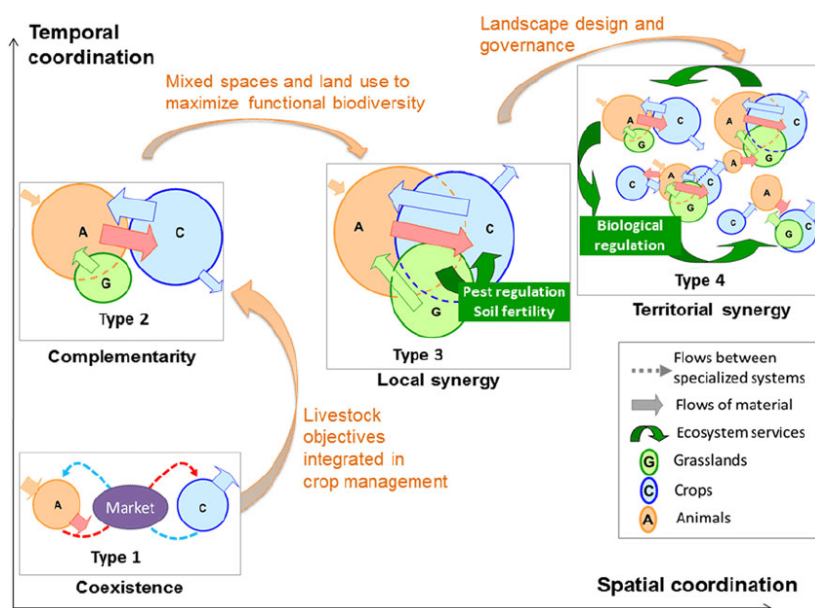 Temporal
coordination
Landscape design and
governance
Mixed spaces and land use to
maximize functional biodiversity
A
C
G
Type 2
Complementarity
A
C
G
Pest regulation
Soil fertility
Type 3
Local synergy
A
C
G
A
C
G
C
A
C
G
A
A
C
C
G
Biological
regulation
Type 4
Territorial synergy
Livestock
objectives
integrated in
crop management
A
Market
C
Type 1
Coexistence
Flows between
specialized systems
Flows of material
Ecosystem services
G Grasslands
C Crops
A Animals
Spatial coordination